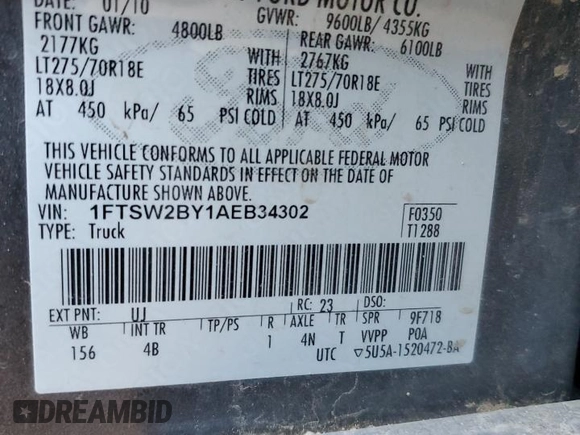 DATE: 01/10 FORD MOTOR CO.
FRONT GAWR: 4800LB GVWR: 9600LB/ 4355KG
2177KG WITH REAR GAWR: 6100LB
LT275/70R18E TIRES 2767KG WITH
18X8.0J RIMS LT275/70R18E TIRES
AT 450 kPa/ 65 PSI COLD 18X8.0J RIMS
AT 450 kPa/ 65 PSI COLD
THIS VEHICLE CONFORMS TO ALL APPLICABLE FEDERAL MOTOR
VEHICLE SAFETY STANDARDS IN EFFECT ON THE DATE OF
MANUFACTURE SHOWN ABOVE.
VIN: 1FTSW2BY1AEB34302 F0350
TYPE: Truck T1288
EXT PNT: UJ RC: 23 DSO:
WB INT TR TP/PS R AXLE TR SPR 9F718
156 4B 1 4N T VVPP P0A
UTC ▽5U5A-1520472-BA
DREAMBID